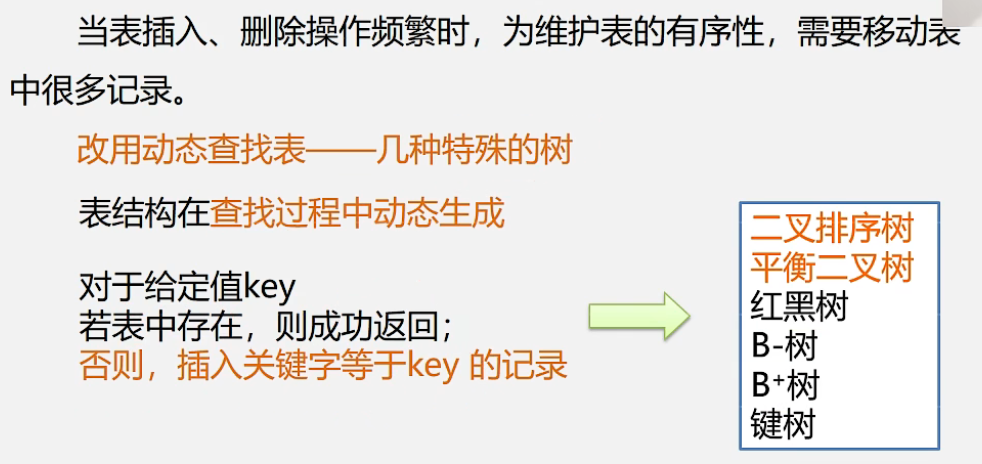 当表插入、删除操作频繁时，为维护表的有序性，需要移动表
中很多记录。
改用动态查找表——几种特殊的树
表结构在查找过程中动态生成
对于给定值key
若表中存在，则成功返回；
否则，插入关键字等于key 的记录
二叉排序树
平衡二叉树
红黑树
B-树
B⁺树
键树